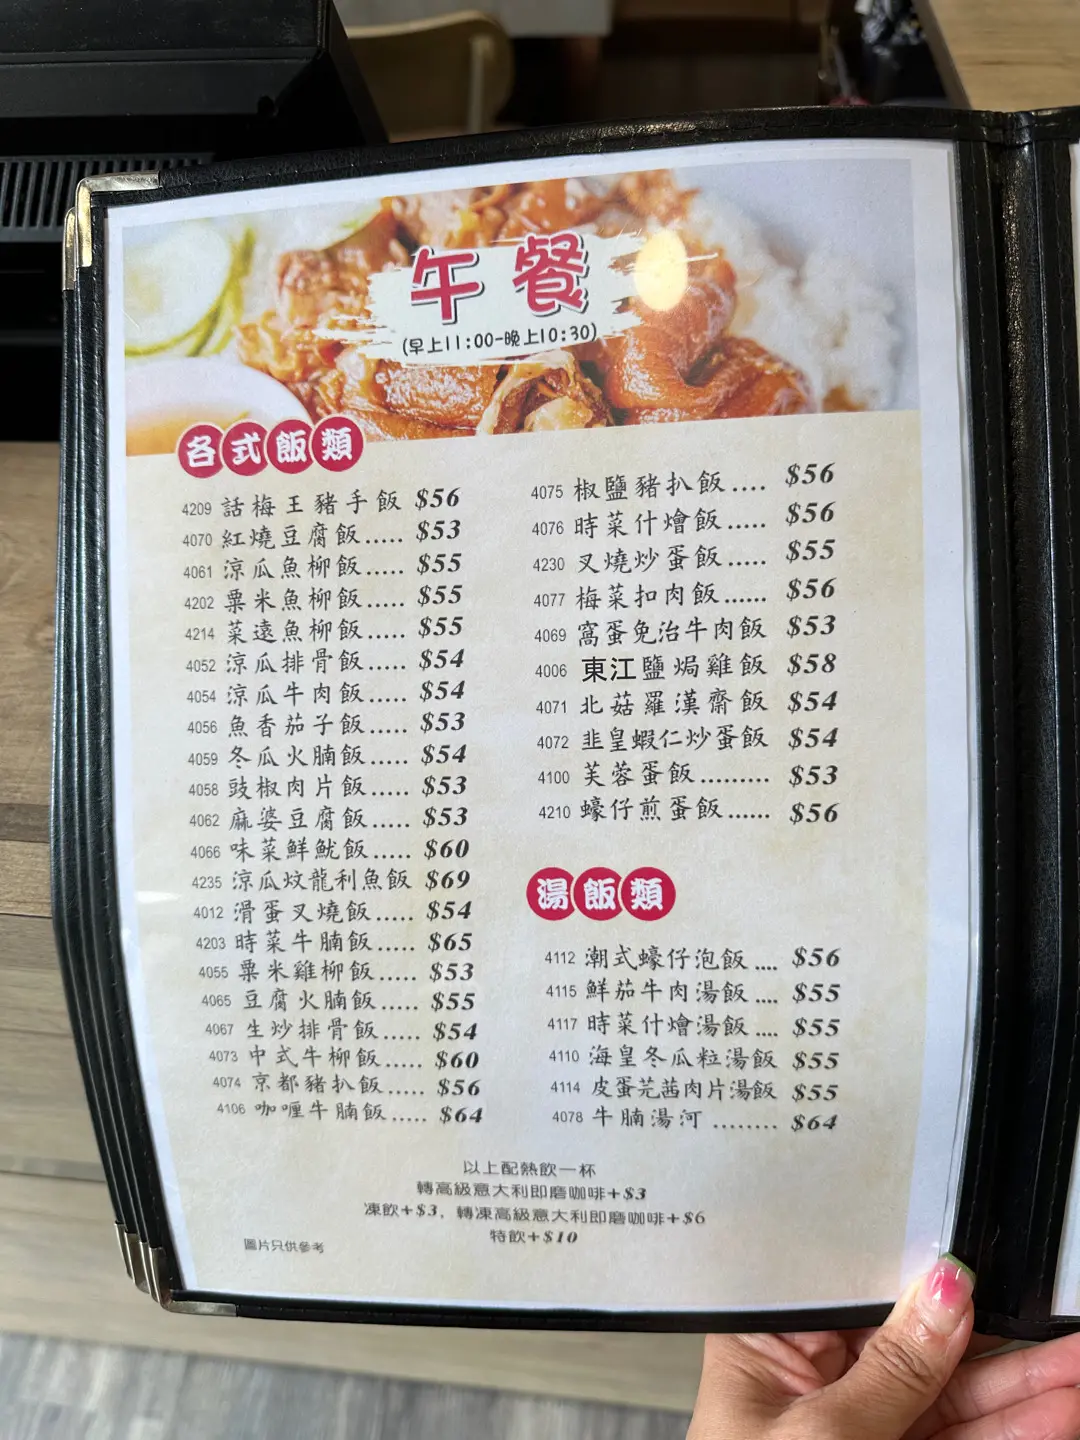 午餐
(早上11:00-晚上10:30)
各式飯類
4209 話梅王豬手飯 $56
4070 紅燒豆腐飯..... $53
4061 涼瓜魚柳飯..... $55
4202 粟米魚柳飯..... $55
4214 菜遠魚柳飯..... $55
4052 涼瓜排骨飯..... $54
4054 涼瓜牛肉飯..... $54
4056 魚香茄子飯..... $53
4059 冬瓜火腩飯..... $54
4058 豉椒肉片飯..... $53
4062 麻婆豆腐飯..... $53
4066 味菜鮮魷飯..... $60
4235 涼瓜炆龍利魚飯 $69
4012 滑蛋叉燒飯..... $54
4203 時菜牛腩飯..... $65
4055 粟米雞柳飯..... $53
4065 豆腐火腩飯..... $55
4067 生炒排骨飯..... $54
4073 中式牛柳飯..... $60
4074 京都豬扒飯..... $56
4106 咖喱牛腩飯..... $64
4075 椒鹽豬扒飯.... $56
4076 時菜什燴飯..... $56
4230 叉燒炒蛋飯..... $55
4077 梅菜扣肉飯...... $56
4069 窩蛋免治牛肉飯 $53
4006 東江鹽焗雞飯 $58
4071 北菇羅漢齋飯 $54
4072 韭皇蝦仁炒蛋飯 $54
4100 芙蓉蛋飯......... $53
4210 蠔仔煎蛋飯...... $56
湯飯類
4112 潮式蠔仔泡飯 .... $56
4115 鮮茄牛肉湯飯 .... $55
4117 時菜什燴湯飯 .... $55
4110 海皇冬瓜粒湯飯 $55
4114 皮蛋芫茜肉片湯飯 $55
4078 牛腩湯河 ........ $64
以上配熱飲一杯
轉高級意大利即磨咖啡+$3
凍飲+$3, 轉凍高級意大利即磨咖啡+$6
特飲+$10
圖片只供參考